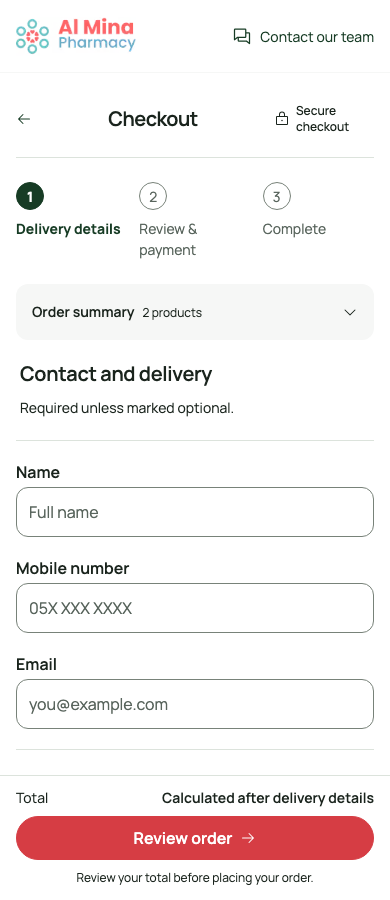 Al Mina
Pharmacy
Contact our team
Checkout
Secure
checkout
1
Delivery details
2
Review &
payment
3
Complete
Order summary 2 products
Contact and delivery
Required unless marked optional.
Name
Full name
Mobile number
05X XXX XXXX
Email
you@example.com
Total
Calculated after delivery details
Review order
Review your total before placing your order.